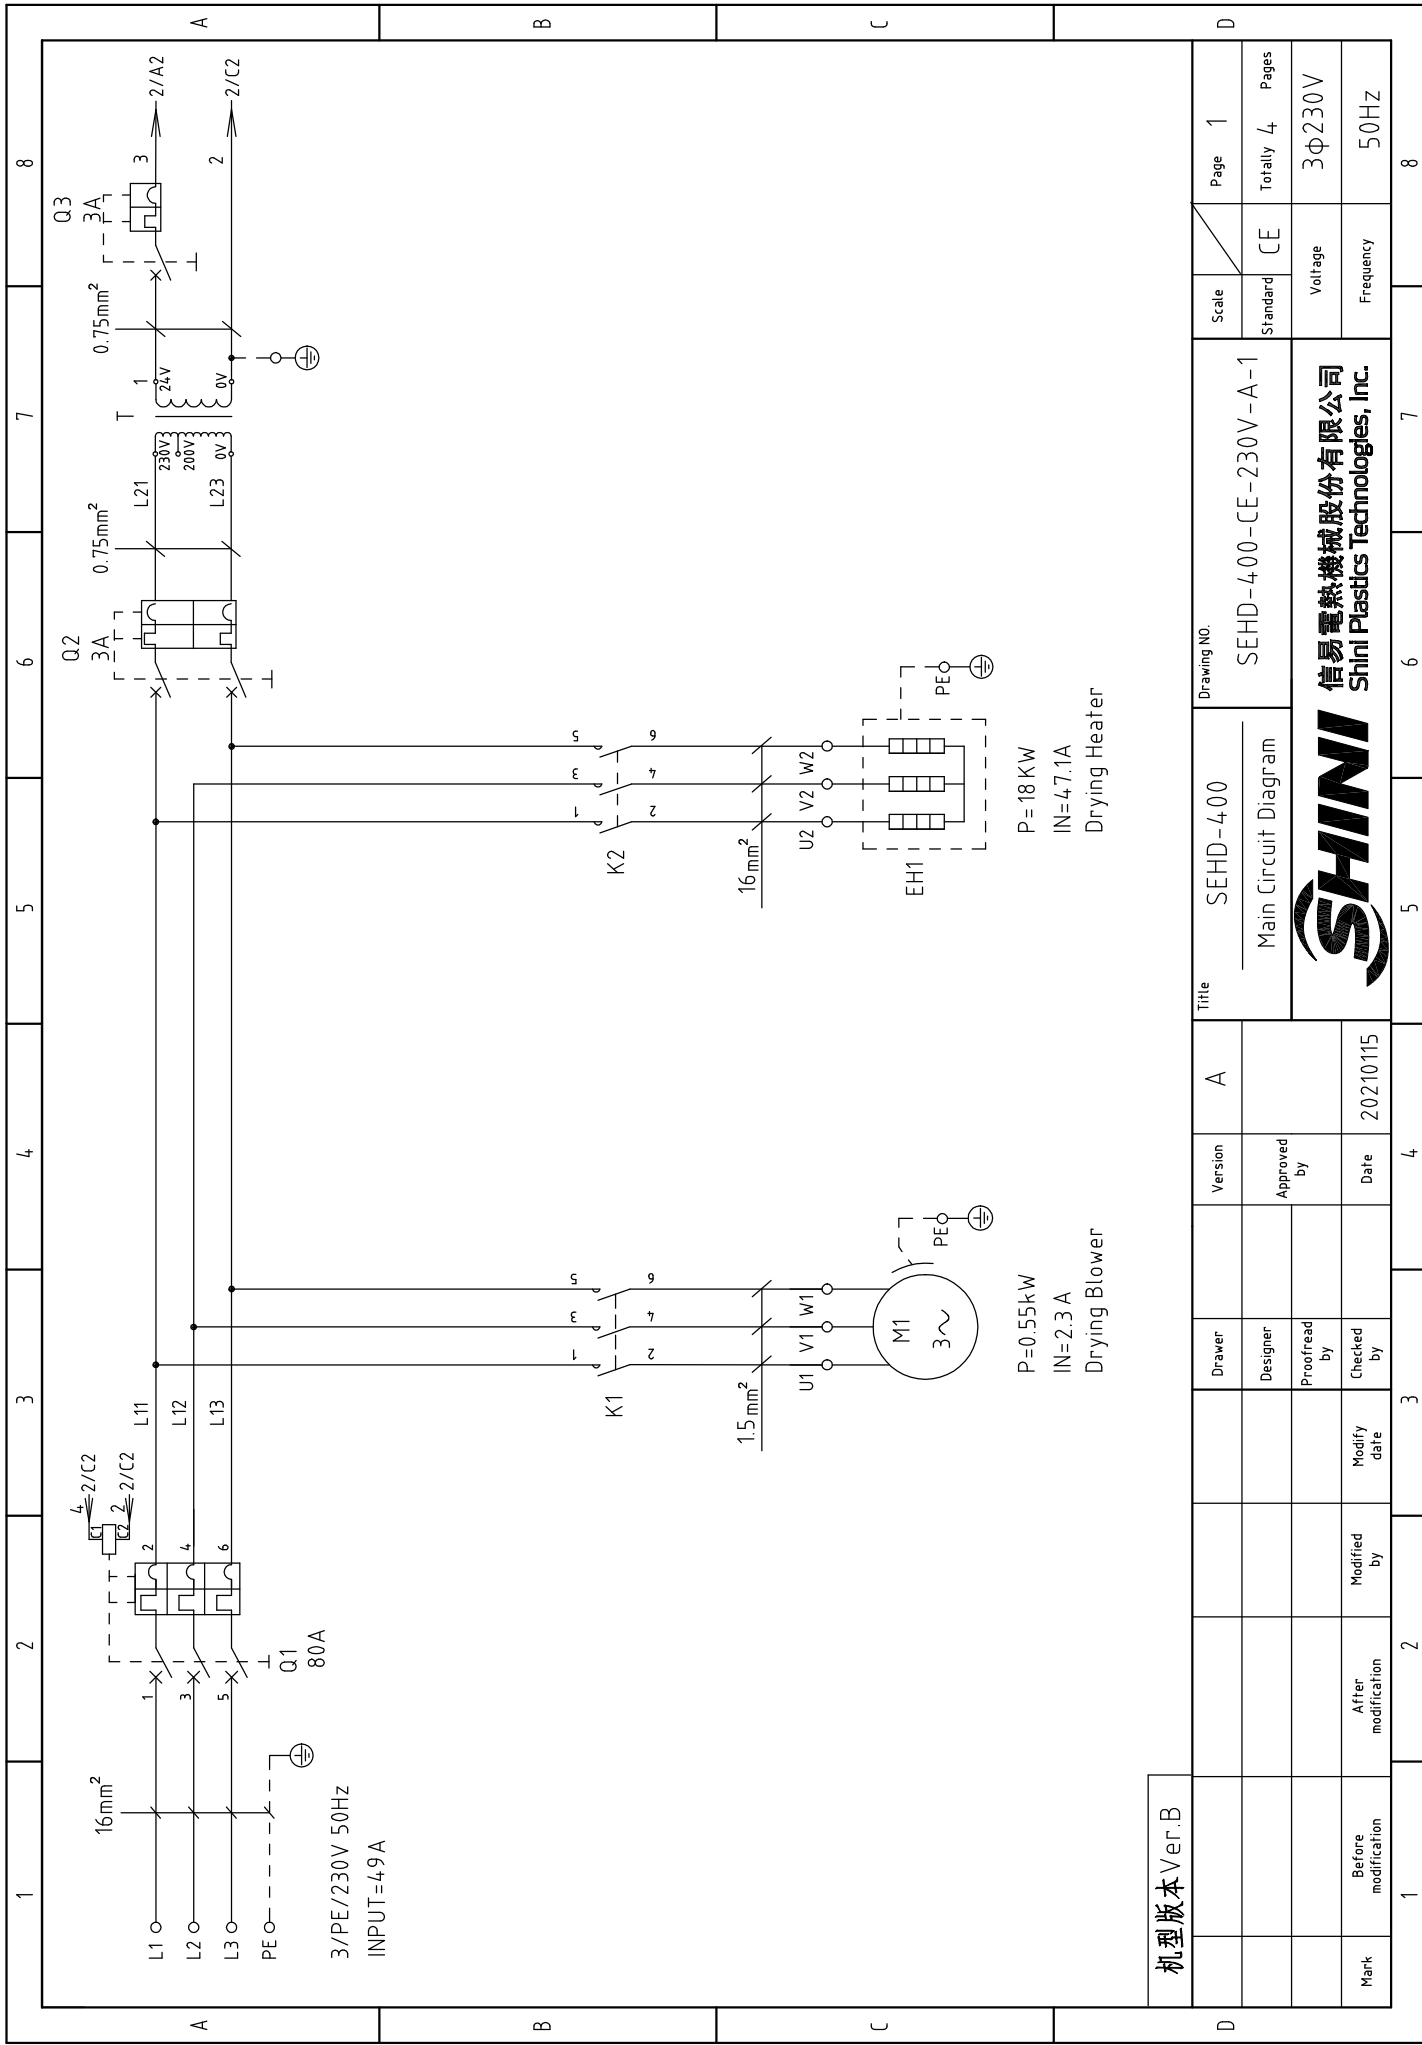 1 2 3 4 5 6 7 8
A
B
C
D
A
B
C
D
16mm²
L1
L2
L3
PE
3/PE/230V 50Hz
INPUT=49A
1
3
5
Q1
80A
2
4
6
C1
C2
4
2/C2
2
2/C2
L11
L12
L13
Q2
3A
0.75mm²
L21
L23
T
230V
200V
0V
1
24V
0V
0.75mm²
Q3
3A
3
2/A2
2
2/C2
K1
1
3
5
2
4
6
1.5mm²
U1 V1 W1
M1
3~
PE
P=0.55kW
IN=2.3A
Drying Blower
K2
1
3
5
2
4
6
16mm²
U2 V2 W2
EH1
PE
P=18KW
IN=47.1A
Drying Heater
机型版本Ver.B
Mark
Before
modification
After
modification
Modified
by
Modify
date
Drawer
Designer
Proofread
by
Checked
by
Version
A
Approved
by
Date
20210115
Title
SEHD-400
Main Circuit Diagram
Drawing NO.
SEHD-400-CE-230V-A-1
SHINI
信易電熱機械股份有限公司
Shini Plastics Technologies, Inc.
Scale
Page 1
Standard
CE
Totally 4 Pages
Voltage
3Φ230V
Frequency
50HZ
1 2 3 4 5 6 7 8